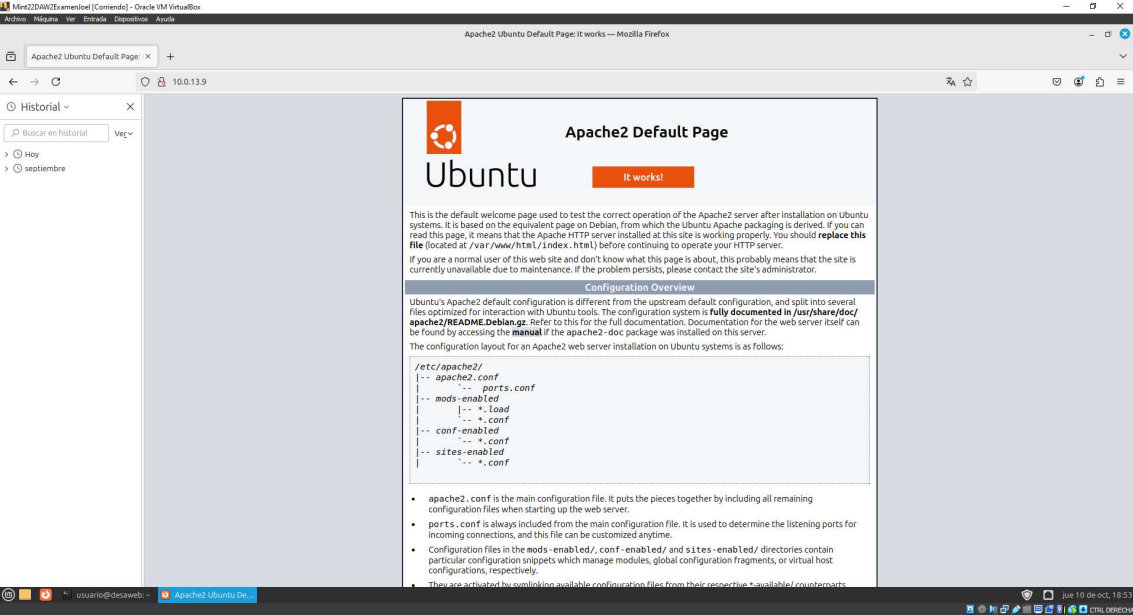 Mint22DAW2ExamenJoel [Corriendo] - Oracle VM VirtualBox
Archivo Máquina Ver Entrada Dispositivos Ayuda
Apache2 Ubuntu Default Page: It works — Mozilla Firefox
Apache2 Ubuntu Default Page:
10.0.13.9
Historial
Buscar en historial
Ver
Hoy
septiembre
Ubuntu
Apache2 Default Page
It works!
This is the default welcome page used to test the correct operation of the Apache2 server after installation on Ubuntu
systems. It is based on the equivalent page on Debian, from which the Ubuntu Apache packaging is derived. If you can
read this page, it means that the Apache HTTP server installed at this site is working properly. You should replace this
file (located at /var/www/html/index.html) before continuing to operate your HTTP server.
If you are a normal user of this web site and don't know what this page is about, this probably means that the site is
currently unavailable due to maintenance. If the problem persists, please contact the site's administrator.
Configuration Overview
Ubuntu's Apache2 default configuration is different from the upstream default configuration, and split into several
files optimized for interaction with Ubuntu tools. The configuration system is fully documented in /usr/share/doc/
apache2/README.Debian.gz. Refer to this for the full documentation. Documentation for the web server itself can
be found by accessing the manual if the apache2-doc package was installed on this server.
The configuration layout for an Apache2 web server installation on Ubuntu systems is as follows:
/etc/apache2/
|-- apache2.conf
|       `--  ports.conf
|-- mods-enabled
|       |-- *.load
|       `-- *.conf
|-- conf-enabled
|       `-- *.conf
|-- sites-enabled
|       `-- *.conf
• apache2.conf is the main configuration file. It puts the pieces together by including all remaining
configuration files when starting up the web server.
• ports.conf is always included from the main configuration file. It is used to determine the listening ports for
incoming connections, and this file can be customized anytime.
• Configuration files in the mods-enabled/, conf-enabled/ and sites-enabled/ directories contain
particular configuration snippets which manage modules, global configuration fragments, or virtual host
configurations, respectively.
• They are activated by symlinking available configuration files from their respective *-available/ counterparts.
usuario@desaweb: ~
Apache2 Ubuntu De...
jue 10 de oct, 18:53
CTRL DERECHA